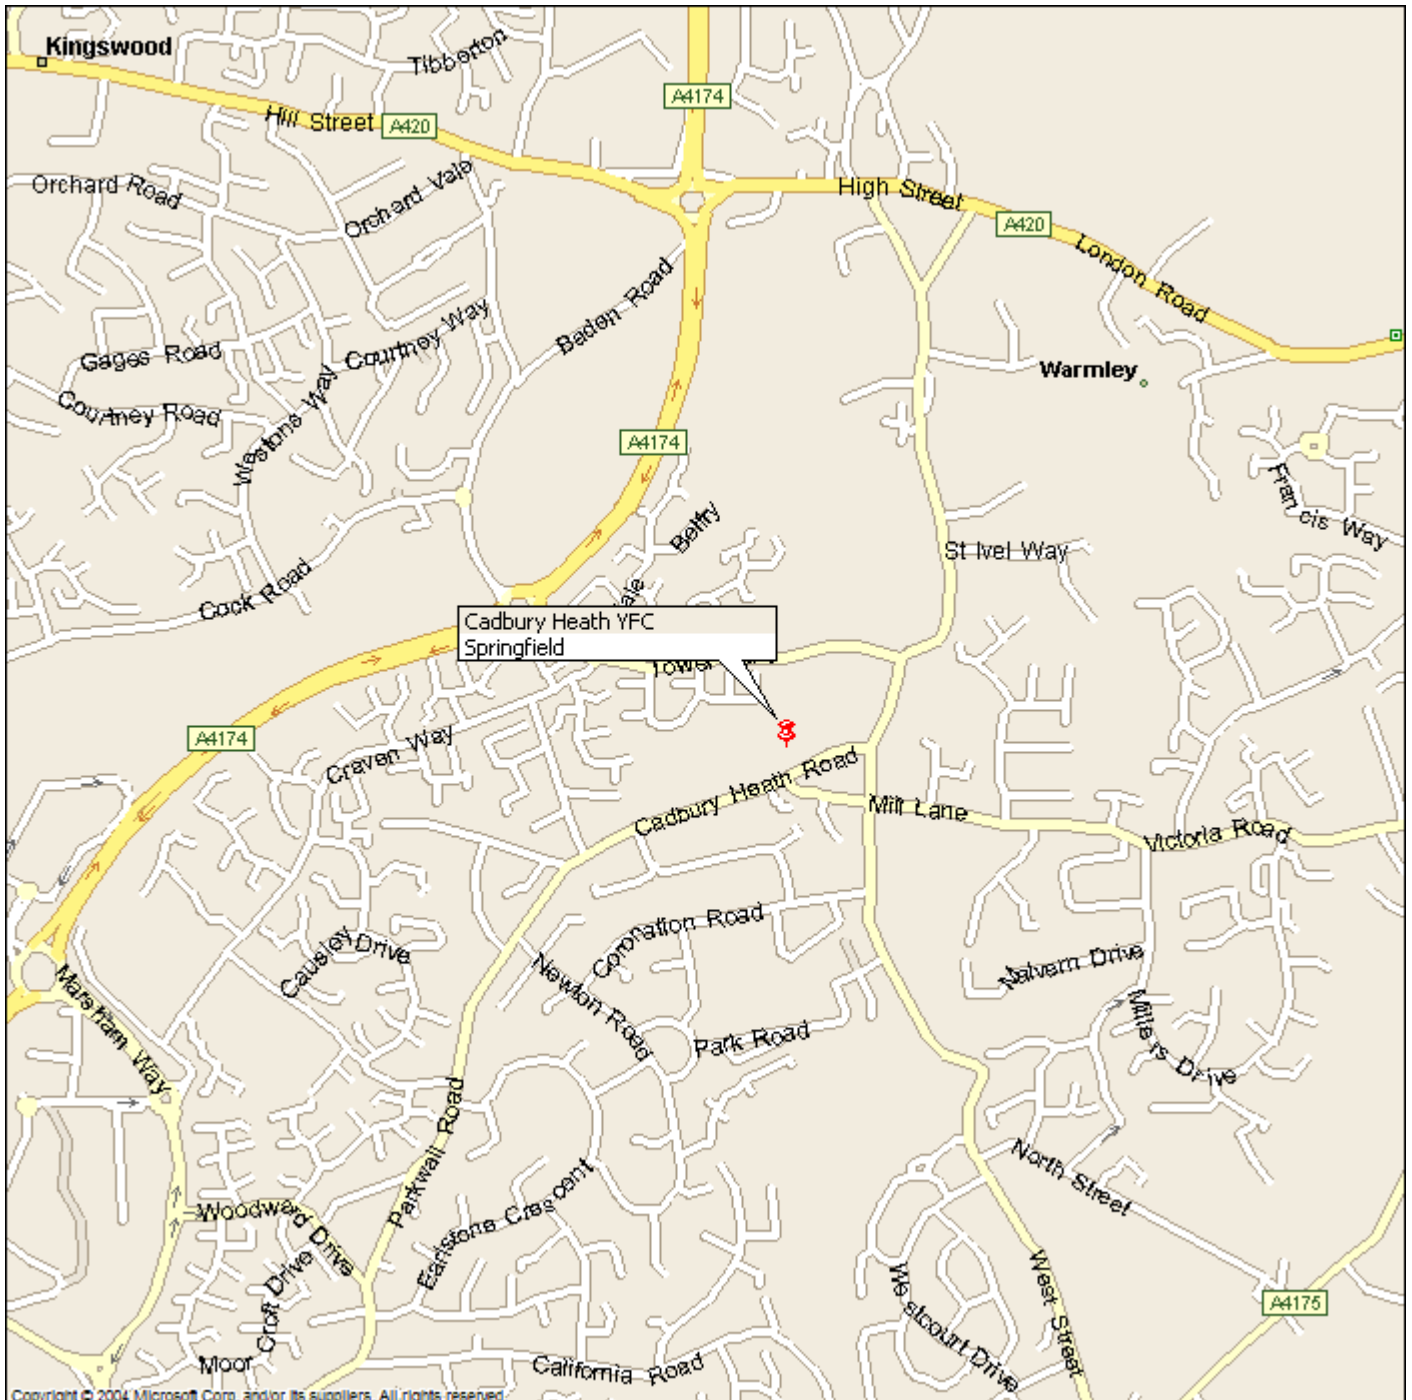 Kingswood
Tibberton
A4174
Hill Street
A420
Orchard Road
Orchard Vale
High Street
A420
London Road
Baden Road
Courtney Way
Gages Road
Warmley
Courtney Road
Westons Way
A4174
Francis Way
Belfry
St Ivel Way
Cock Road
Cadbury Heath YFC
Springfield
Tower
A4174
Craven Way
Cadbury Heath Road
Mill Lane
Victoria Road
Coronation Road
Causley Drive
Newton Road
Nalvern Drive
Marsham Way
Park Road
Millers Drive
Parkwall Road
North Street
Earlstone Crescent
Woodward Drive
West Street
Westcourt Drive
A4175
Moor Croft Drive
California Road
Copyright © 2004 Microsoft Corp. and/or its suppliers. All rights reserved.